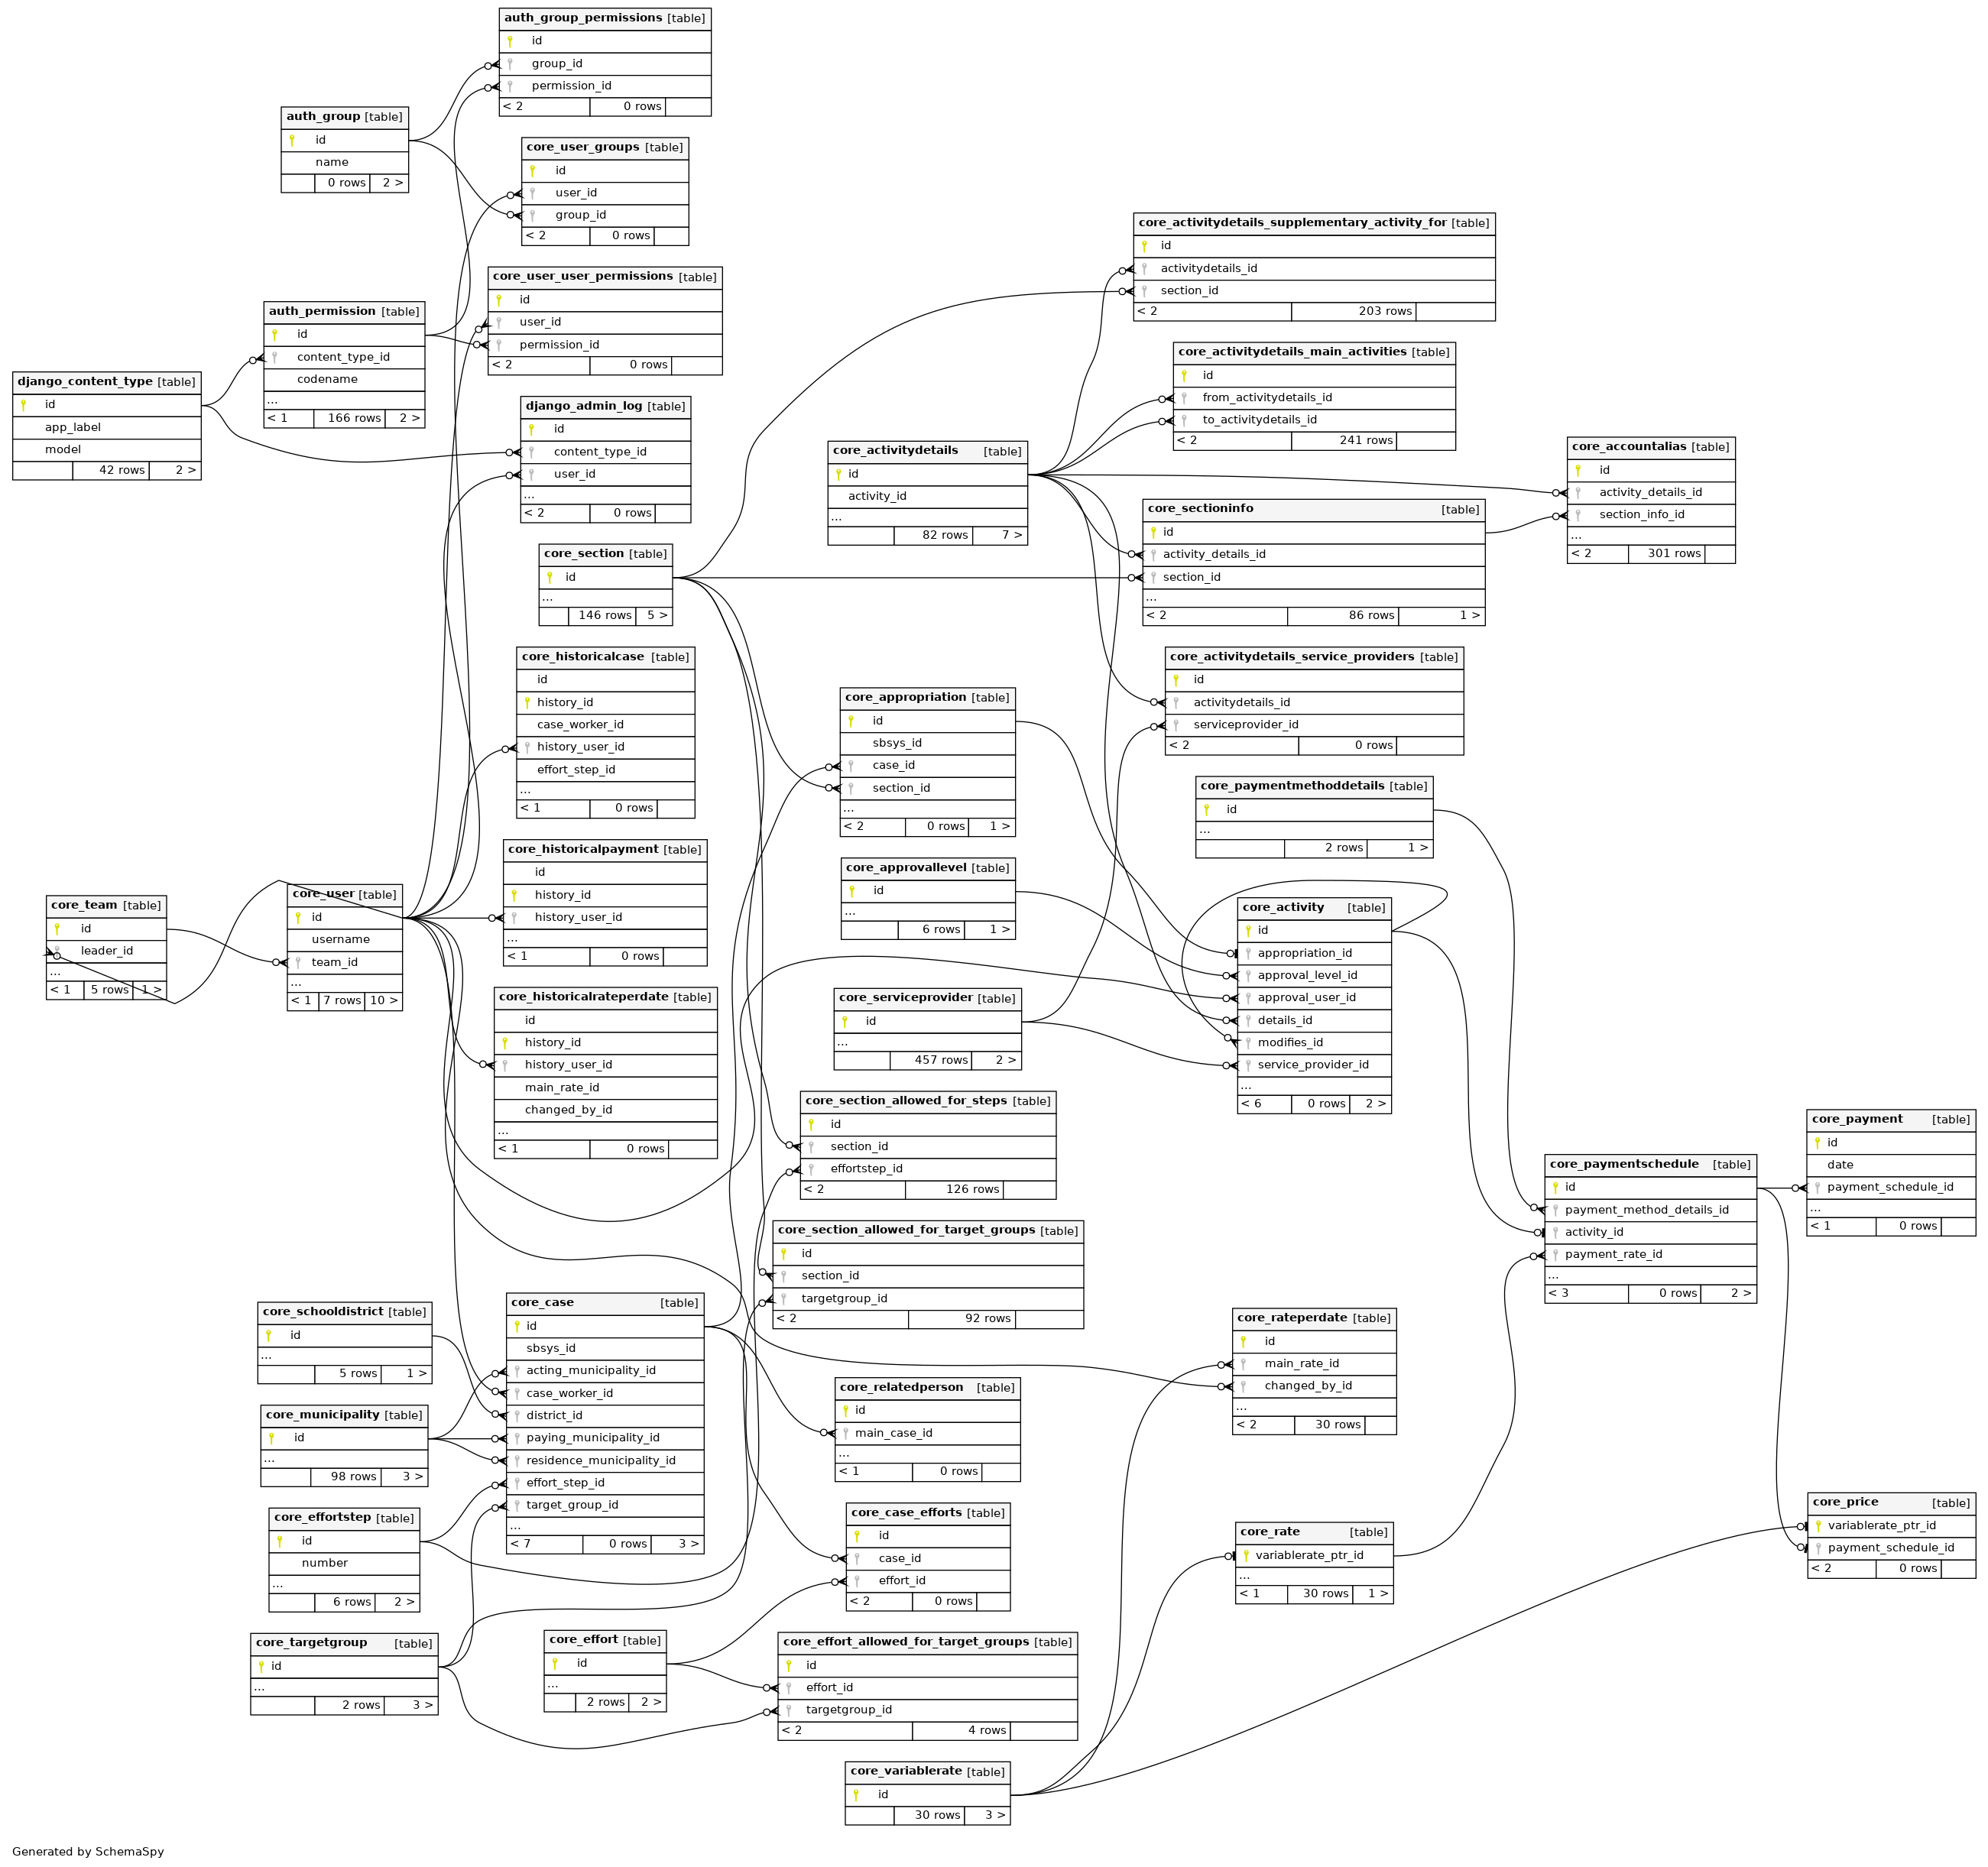 auth_group_permissions [table]
id
group_id
permission_id
< 2 0 rows
auth_group [table]
id
name
0 rows 2 >
core_user_groups [table]
id
user_id
group_id
< 2 0 rows
core_activitydetails_supplementary_activity_for [table]
id
activitydetails_id
section_id
< 2 203 rows
core_user_user_permissions [table]
id
user_id
permission_id
< 2 0 rows
auth_permission [table]
id
content_type_id
codename
...
< 1 166 rows 2 >
core_activitydetails_main_activities [table]
id
from_activitydetails_id
to_activitydetails_id
< 2 241 rows
django_content_type [table]
id
app_label
model
42 rows 2 >
django_admin_log [table]
id
content_type_id
user_id
...
< 2 0 rows
core_activitydetails [table]
id
activity_id
...
82 rows 7 >
core_accountalias [table]
id
activity_details_id
section_info_id
...
< 2 301 rows
core_sectioninfo [table]
id
activity_details_id
section_id
...
< 2 86 rows 1 >
core_section [table]
id
...
146 rows 5 >
core_historicalcase [table]
id
history_id
case_worker_id
history_user_id
effort_step_id
...
< 1 0 rows
core_activitydetails_service_providers [table]
id
activitydetails_id
serviceprovider_id
< 2 0 rows
core_appropriation [table]
id
sbsys_id
case_id
section_id
...
< 2 0 rows 1 >
core_paymentmethoddetails [table]
id
...
2 rows 1 >
core_historicalpayment [table]
id
history_id
history_user_id
...
< 1 0 rows
core_approvallevel [table]
id
...
6 rows 1 >
core_team [table]
id
leader_id
...
< 1 5 rows 1 >
core_user [table]
id
username
team_id
...
< 1 7 rows 10 >
core_activity [table]
id
appropriation_id
approval_level_id
approval_user_id
details_id
modifies_id
service_provider_id
...
< 6 0 rows 2 >
core_historicalrateperdate [table]
id
history_id
history_user_id
main_rate_id
changed_by_id
...
< 1 0 rows
core_serviceprovider [table]
id
...
457 rows 2 >
core_section_allowed_for_steps [table]
id
section_id
effortstep_id
< 2 126 rows
core_payment [table]
id
date
payment_schedule_id
...
< 1 0 rows
core_paymentschedule [table]
id
payment_method_details_id
activity_id
payment_rate_id
...
< 3 0 rows 2 >
core_section_allowed_for_target_groups [table]
id
section_id
targetgroup_id
< 2 92 rows
core_schooldistrict [table]
id
...
5 rows 1 >
core_case [table]
id
sbsys_id
acting_municipality_id
case_worker_id
district_id
paying_municipality_id
residence_municipality_id
effort_step_id
target_group_id
...
< 7 0 rows 3 >
core_rateperdate [table]
id
main_rate_id
changed_by_id
...
< 2 30 rows
core_relatedperson [table]
id
main_case_id
...
< 1 0 rows
core_municipality [table]
id
...
98 rows 3 >
core_price [table]
variablerate_ptr_id
payment_schedule_id
< 2 0 rows
core_effortstep [table]
id
number
...
6 rows 2 >
core_case_efforts [table]
id
case_id
effort_id
< 2 0 rows
core_rate [table]
variablerate_ptr_id
...
< 1 30 rows 1 >
core_targetgroup [table]
id
...
2 rows 3 >
core_effort [table]
id
...
2 rows 2 >
core_effort_allowed_for_target_groups [table]
id
effort_id
targetgroup_id
< 2 4 rows
core_variablerate [table]
id
30 rows 3 >
Generated by SchemaSpy